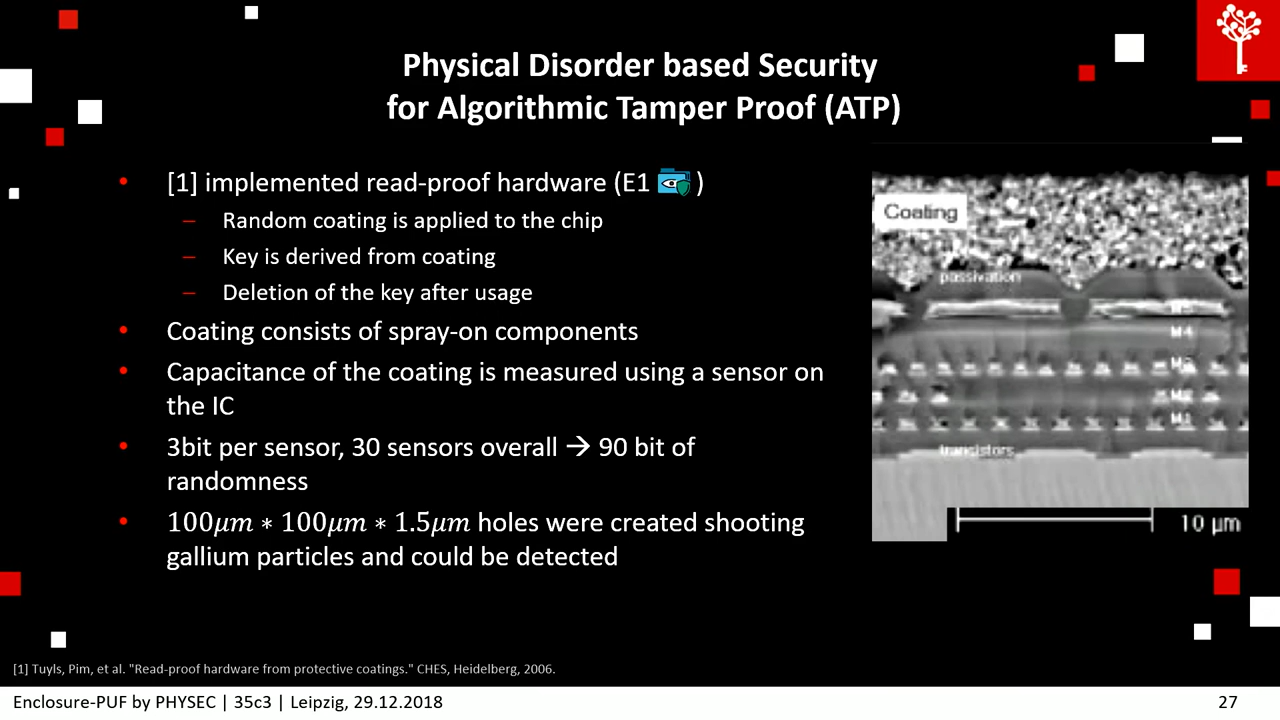 Physical Disorder based Security
for Algorithmic Tamper Proof (ATP)
• [1] implemented read-proof hardware (E1 )
– Random coating is applied to the chip
– Key is derived from coating
– Deletion of the key after usage
• Coating consists of spray-on components
• Capacitance of the coating is measured using a sensor on
the IC
• 3bit per sensor, 30 sensors overall → 90 bit of
randomness
• 100μm ∗ 100μm ∗ 1.5μm holes were created shooting
gallium particles and could be detected
Coating
passivation
M4
M3
M2
M1
transistors
10 μm
[1] Tuyls, Pim, et al. "Read-proof hardware from protective coatings." CHES, Heidelberg, 2006.
Enclosure-PUF by PHYSEC | 35c3 | Leipzig, 29.12.2018
27